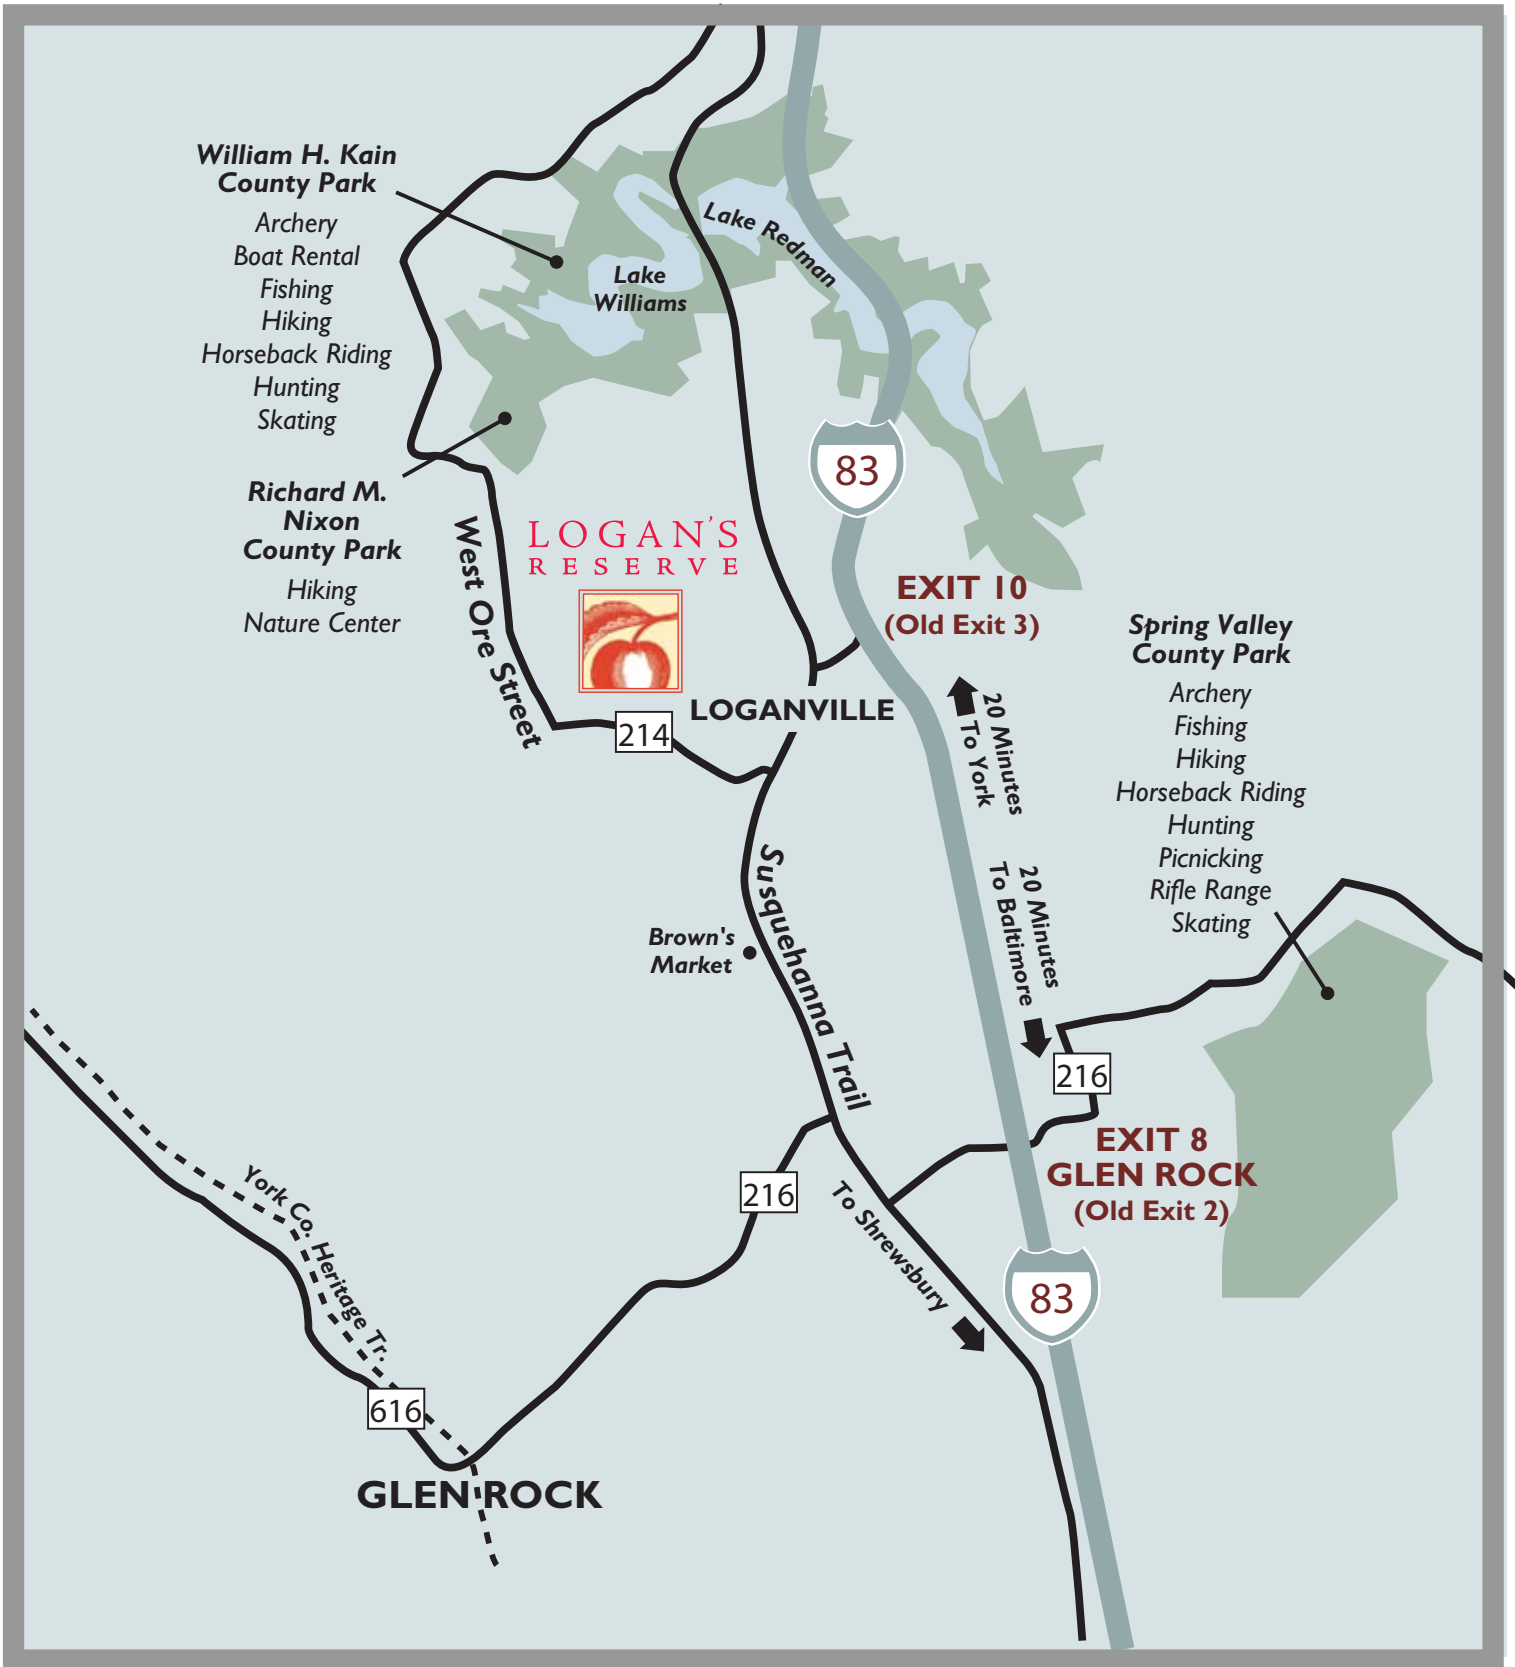 William H. Kain
County Park
Archery
Boat Rental
Fishing
Hiking
Horseback Riding
Hunting
Skating
Lake Redman
Lake
Williams
83
Richard M.
Nixon
County Park
Hiking
Nature Center
West Ore Street
LOGAN'S
RESERVE
EXIT 10
(Old Exit 3)
Spring Valley
County Park
Archery
Fishing
Hiking
Horseback Riding
Hunting
Picnicking
Rifle Range
Skating
LOGANVILLE
214
20 Minutes
To York
20 Minutes
To Baltimore
Susquehanna Trail
Brown's
Market
216
EXIT 8
GLEN ROCK
(Old Exit 2)
216
To Shrewsbury
York Co. Heritage Tr.
83
616
GLEN ROCK